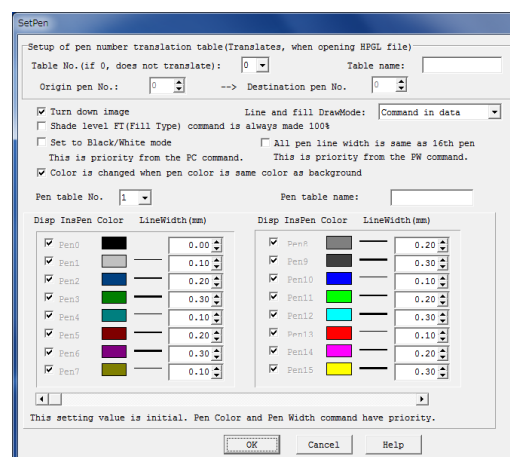 SetPen
Setup of pen number translation table(Translates, when opening HPGL file)
Table No.(if 0, does not translate): 0 Table name:
Origin pen No.: 0 --> Destination pen No. 0
Turn down image Line and fill DrawMode: Command in data
Shade level FT(Fill Type) command is always made 100%
Set to Black/White mode All pen line width is same as 16th pen
This is priority from the PC command. This is priority from the PW command.
Color is changed when pen color is same color as background
Pen table No. 1 Pen table name:
Disp InsPen Color LineWidth(mm) Disp InsPen Color LineWidth(mm)
Pen0 0.00 Pen8 0.20
Pen1 0.10 Pen9 0.30
Pen2 0.20 Pen10 0.10
Pen3 0.30 Pen11 0.20
Pen4 0.10 Pen12 0.30
Pen5 0.20 Pen13 0.10
Pen6 0.30 Pen14 0.20
Pen7 0.10 Pen15 0.30
This setting value is initial. Pen Color and Pen Width command have priority.
OK Cancel Help